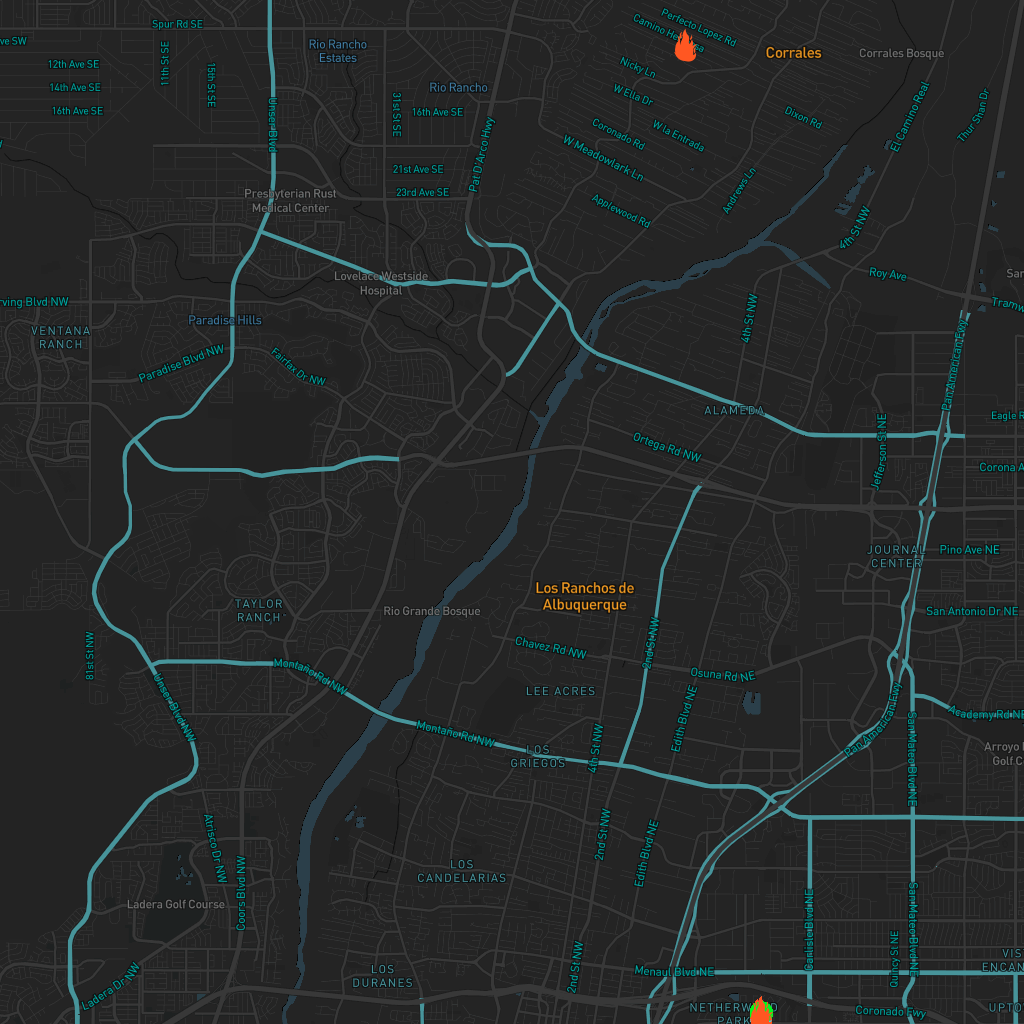 Perfecto Lopez Rd
Spur Rd SE
Rio Rancho
Estates
Corrales
Corrales Bosque
11th St SE
12th Ave SE
15th St SE
Nicky Ln
14th Ave SE
Rio Rancho
16th Ave SE
31st St SE
16th Ave SE
W Ella Dr
Unser Blvd
Dixon Rd
El Camino Real
Thur Shan Dr
Coronado Rd
W la Entrada
Pat D'Arco Hwy
W Meadowlark Ln
21st Ave SE
23rd Ave SE
Andrews Ln
Presbyterian Rust
Medical Center
Applewood Rd
4th St NW
Lovelace Westside
Hospital
Roy Ave
VENTANA
RANCH
Paradise Hills
4th St NW
Paradise Blvd NW
Fairfax Dr NW
Pan American Fwy
ALAMEDA
Ortega Rd NW
Jefferson St NE
Pino Ave NE
JOURNAL
CENTER
Los Ranchos de
Albuquerque
TAYLOR
RANCH
Rio Grande Bosque
San Antonio Dr NE
81st St NW
Chavez Rd NW
2nd St NW
Montaño Rd NW
Osuna Rd NE
LEE ACRES
Unser Blvd NW
Edith Blvd NE
Pan American Fwy
Academy Rd NE
Montaño Rd NW
4th St NW
LOS
GRIEGOS
San Mateo Blvd NE
Atrisco Dr NW
2nd St NW
Edith Blvd NE
LOS
CANDELARIAS
Coors Blvd NW
Ladera Golf Course
Carlisle Blvd NE
San Mateo Blvd NE
Quincy St NE
2nd St NW
LOS
DURANES
Menaul Blvd NE
Ladera Dr NW
NETHERWOOD
PARK
Coronado Fwy